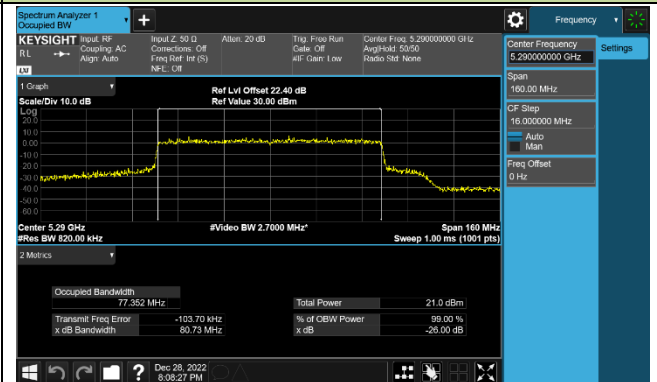 Spectrum Analyzer 1
Occupied BW
Frequency
KEYSIGHT
RL
LXI
Input: RF
Coupling: AC
Align: Auto
Input Z: 50 Ω
Corrections: Off
Freq Ref: Int (S)
NFE: Off
Atten: 20 dB
Trig: Free Run
Gate: Off
#IF Gain: Low
Center Freq: 5.290000000 GHz
Avg|Hold: 50/50
Radio Std: None
Center Frequency
5.290000000 GHz
Settings
Span
160.00 MHz
CF Step
16.000000 MHz
Auto
Man
Freq Offset
0 Hz
1 Graph
Scale/Div 10.0 dB
Ref Lvl Offset 22.40 dB
Ref Value 30.00 dBm
Log
20.0
10.0
0.00
-10.0
-20.0
-30.0
-40.0
-50.0
-60.0
Center 5.29 GHz
#Res BW 820.00 kHz
#Video BW 2.7000 MHz*
Span 160 MHz
Sweep 1.00 ms (1001 pts)
2 Metrics
Occupied Bandwidth
77.352 MHz
Total Power 21.0 dBm
Transmit Freq Error -103.70 kHz
% of OBW Power 99.00 %
x dB Bandwidth 80.73 MHz
x dB -26.00 dB
?
Dec 28, 2022
8:08:27 PM